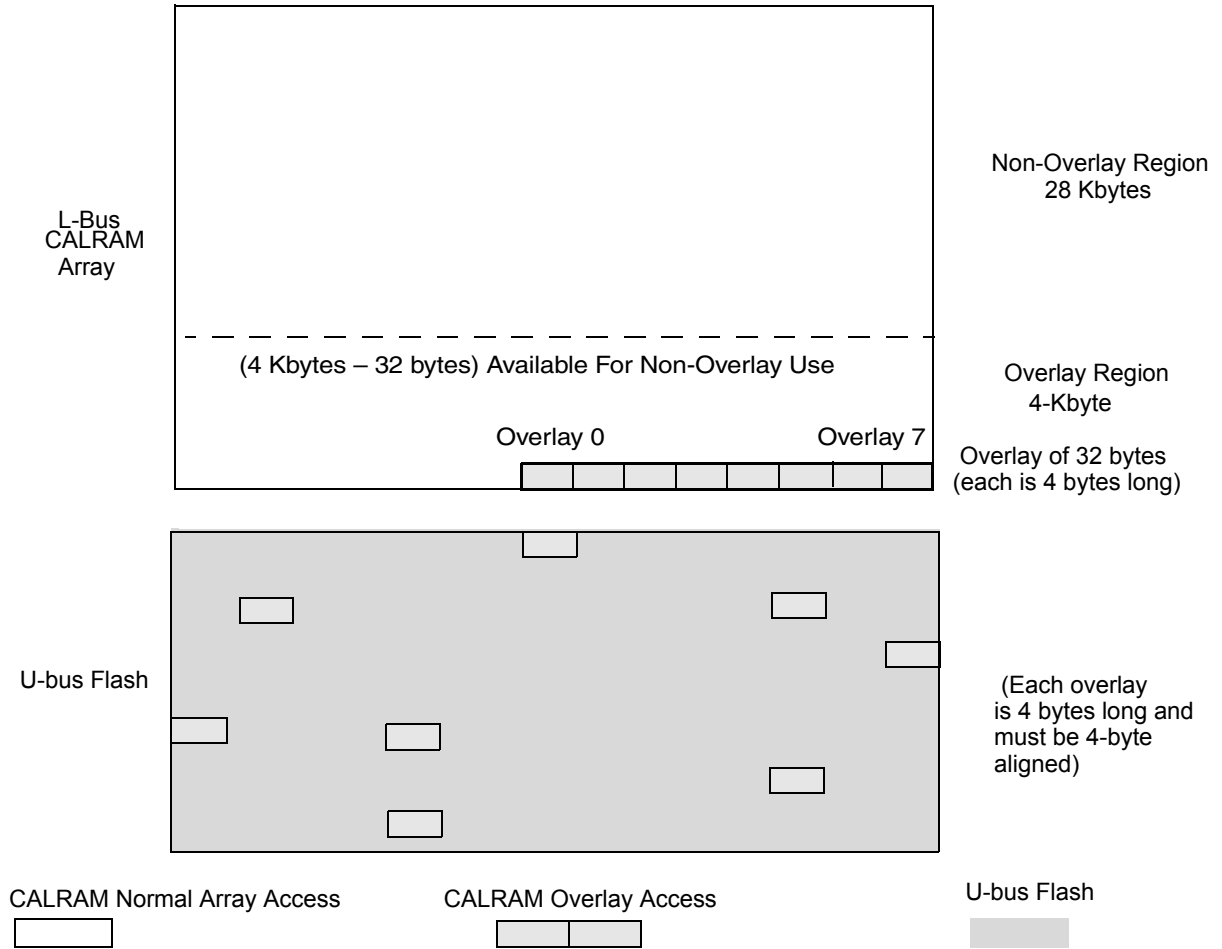 Non-Overlay Region
28 Kbytes
L-Bus
CALRAM
Array
(4 Kbytes – 32 bytes) Available For Non-Overlay Use
Overlay Region
4-Kbyte
Overlay 0
Overlay 7
Overlay of 32 bytes
(each is 4 bytes long)
U-bus Flash
(Each overlay
is 4 bytes long and
must be 4-byte
aligned)
CALRAM Normal Array Access
CALRAM Overlay Access
U-bus Flash